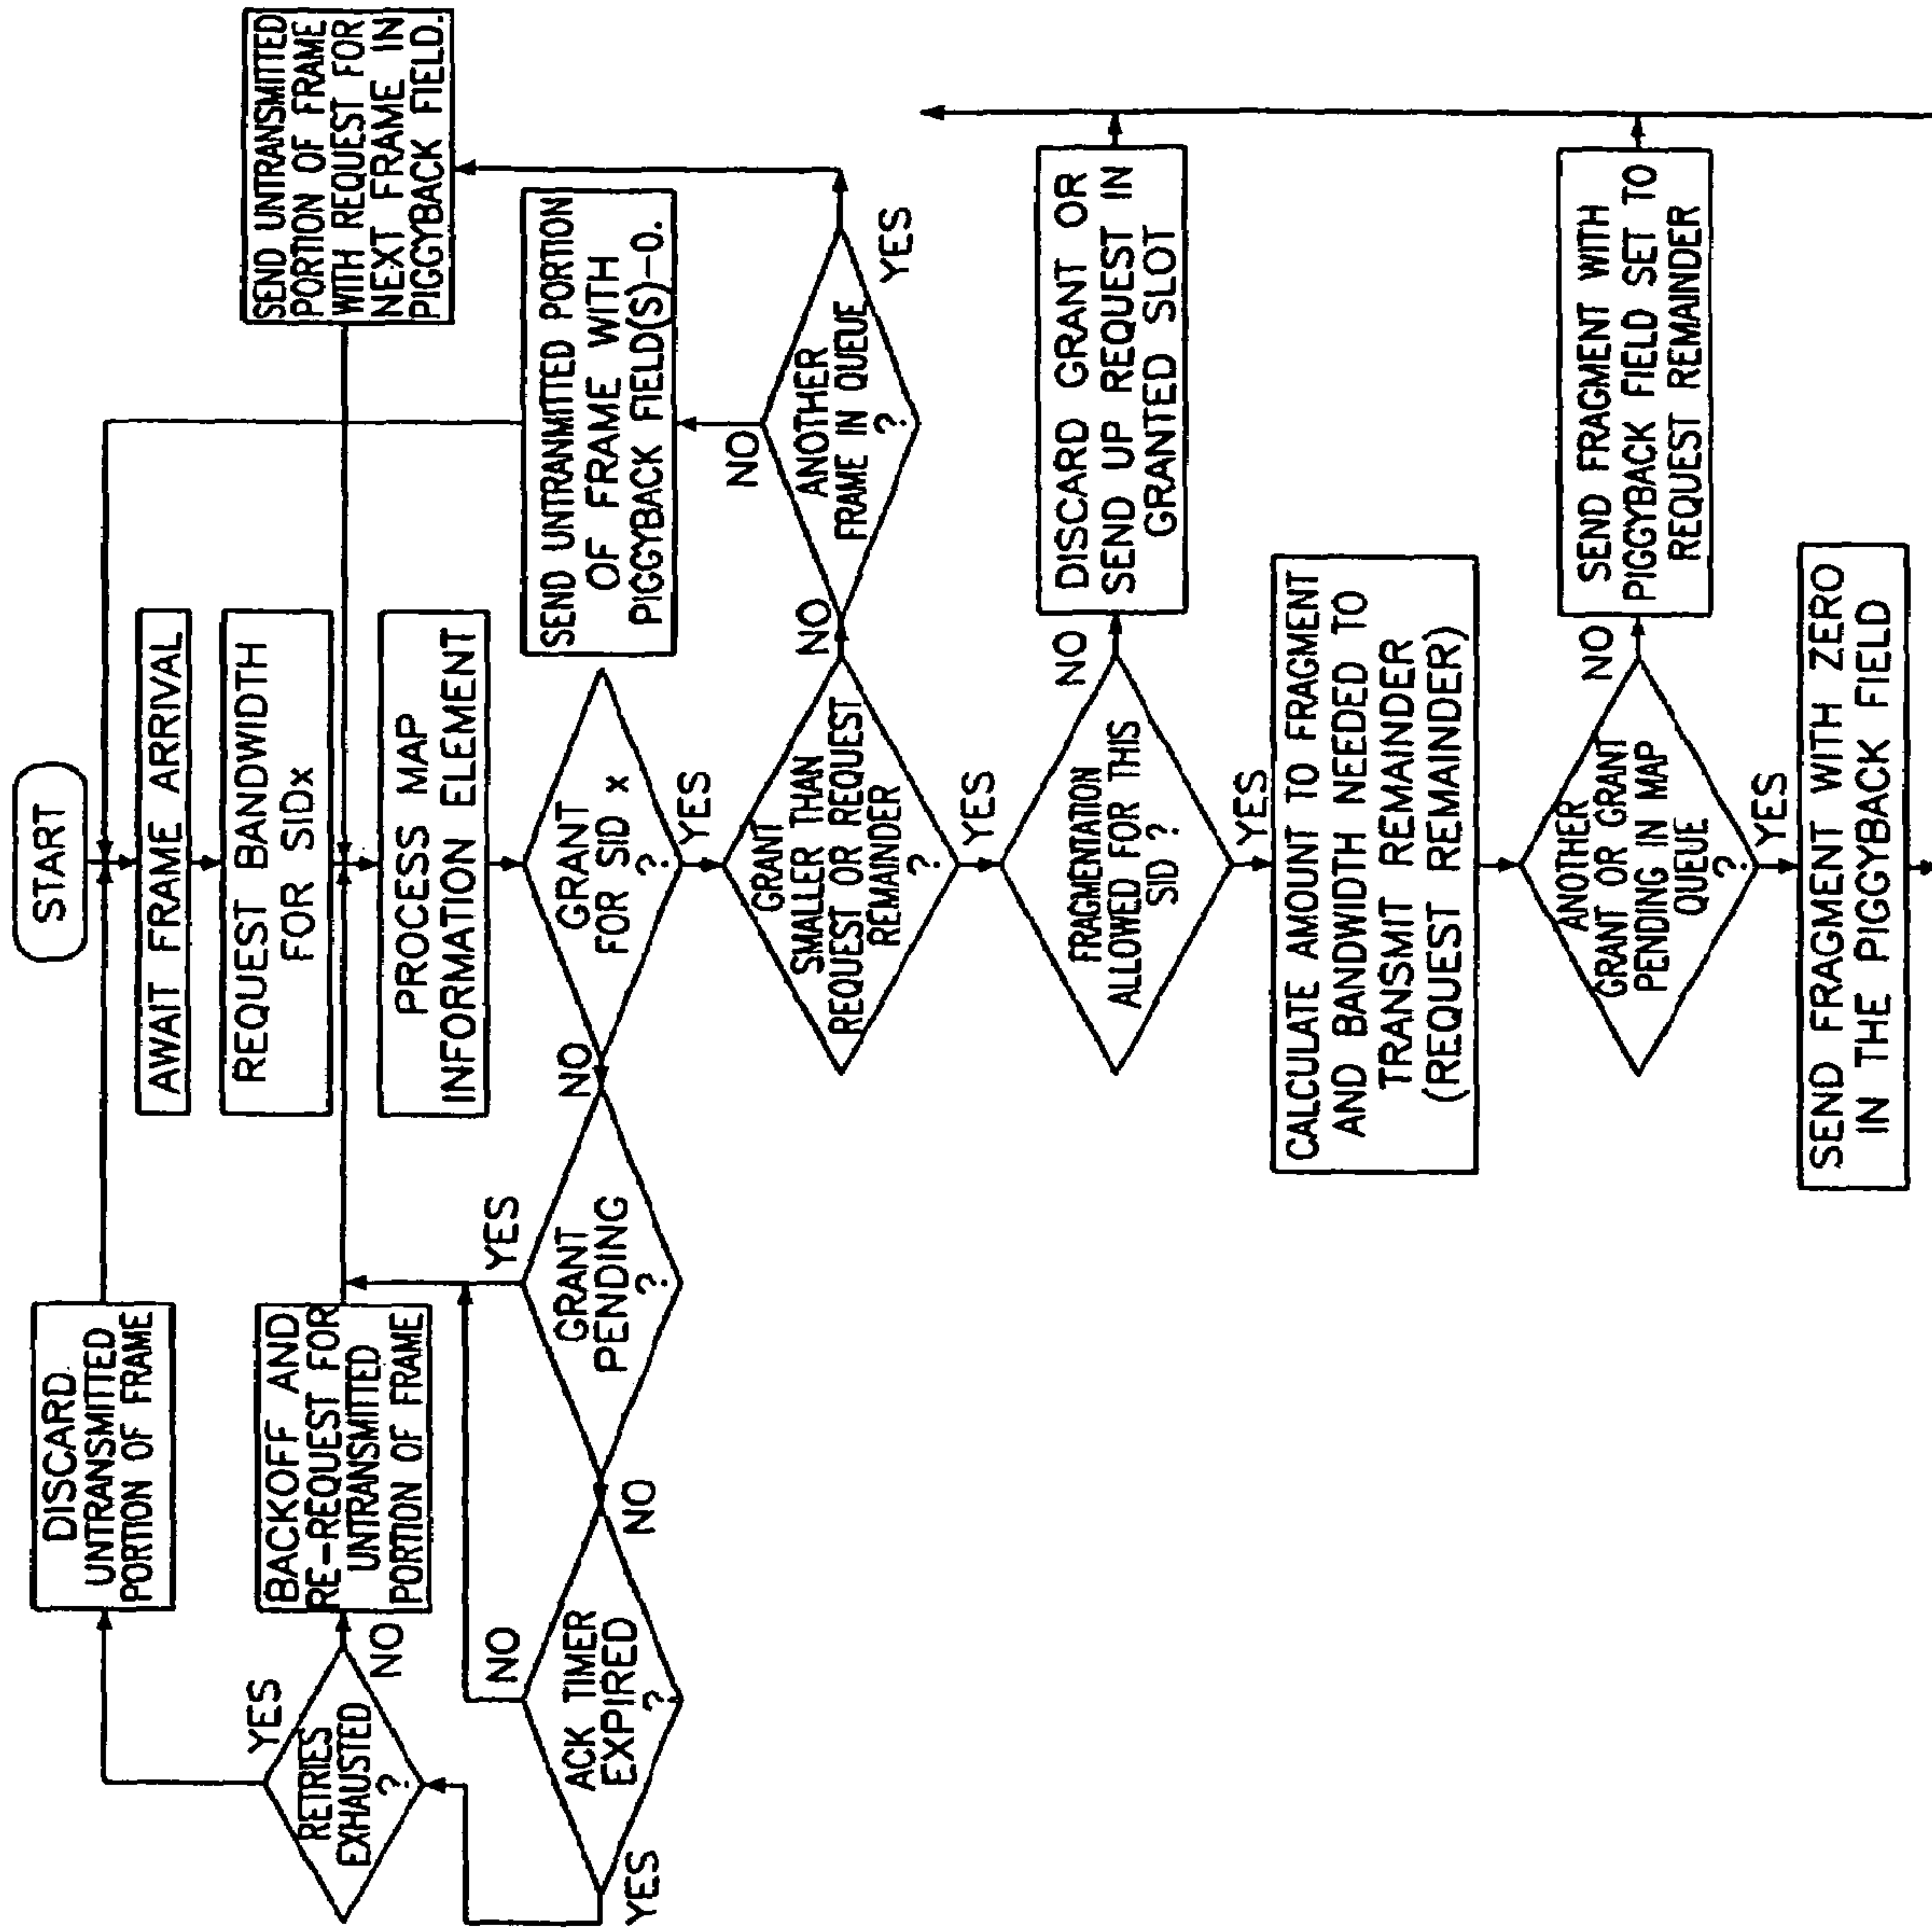 START
AWAIT FRAME ARRIVAL
REQUEST BANDWIDTH
FOR SIDx
PROCESS MAP
INFORMATION ELEMENT
GRANT
FOR SID x
?
NO
YES
GRANT
PENDING
?
YES
NO
ACK TIMER
EXPIRED
?
NO
YES
RETRIES
EXHAUSTED
?
YES
NO
DISCARD
UNTRANSMITTED
PORTION OF FRAME
BACKOFF AND
RE-REQUEST FOR
UNTRANSMITTED
PORTION OF FRAME
GRANT
SMALLER THAN
REQUEST OR REQUEST
REMAINDER
?
NO
YES
ANOTHER
FRAME IN QUEUE
?
NO
YES
SEND UNTRANMITTED PORTION
OF FRAME WITH
PIGGYBACK FIELD(S)-0.
SEND UNTRANSMITTED
PORTION OF FRAME
WITH REQUEST FOR
NEXT FRAME IN
PIGGYBACK FIELD.
FRAGMENTATION
ALLOWED FOR THIS
SID ?
NO
YES
DISCARD GRANT OR
SEND UP REQUEST IN
GRANTED SLOT
CALCULATE AMOUNT TO FRAGMENT
AND BANDWIDTH NEEDED TO
TRANSMIT REMAINDER
(REQUEST REMAINDER)
ANOTHER
GRANT OR GRANT
PENDING IN MAP
QUEUE
?
NO
YES
SEND FRAGMENT WITH
PIGGYBACK FIELD SET TO
REQUEST REMAINDER
SEND FRAGMENT WITH ZERO
IN THE PIGGYBACK FIELD